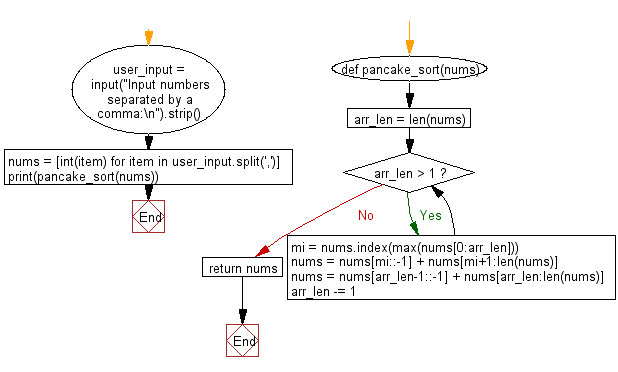 user_input =
input("Input numbers
separated by a
comma:\n").strip()
nums = [int(item) for item in user_input.split(',')]
print(pancake_sort(nums))
End
def pancake_sort(nums)
arr_len = len(nums)
arr_len > 1 ?
No
Yes
mi = nums.index(max(nums[0:arr_len]))
nums = nums[mi::-1] + nums[mi+1:len(nums)]
nums = nums[arr_len-1::-1] + nums[arr_len:len(nums)]
arr_len -= 1
return nums
End